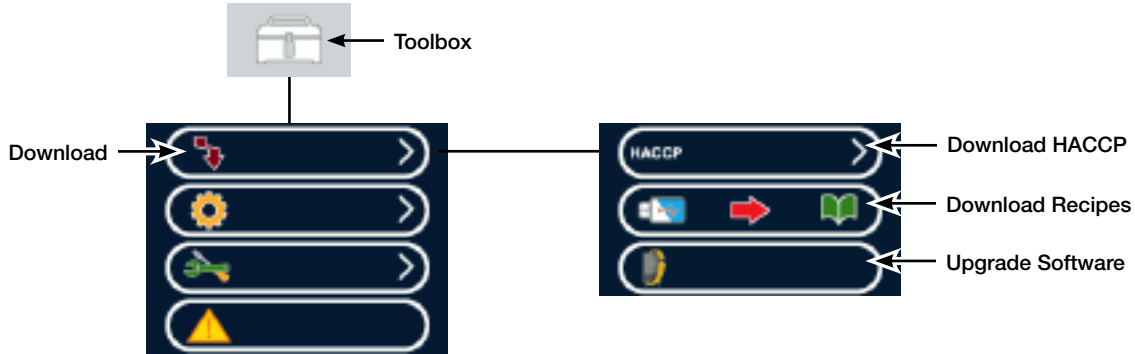 Toolbox
Download
HACCP
Download HACCP
Download Recipes
Upgrade Software